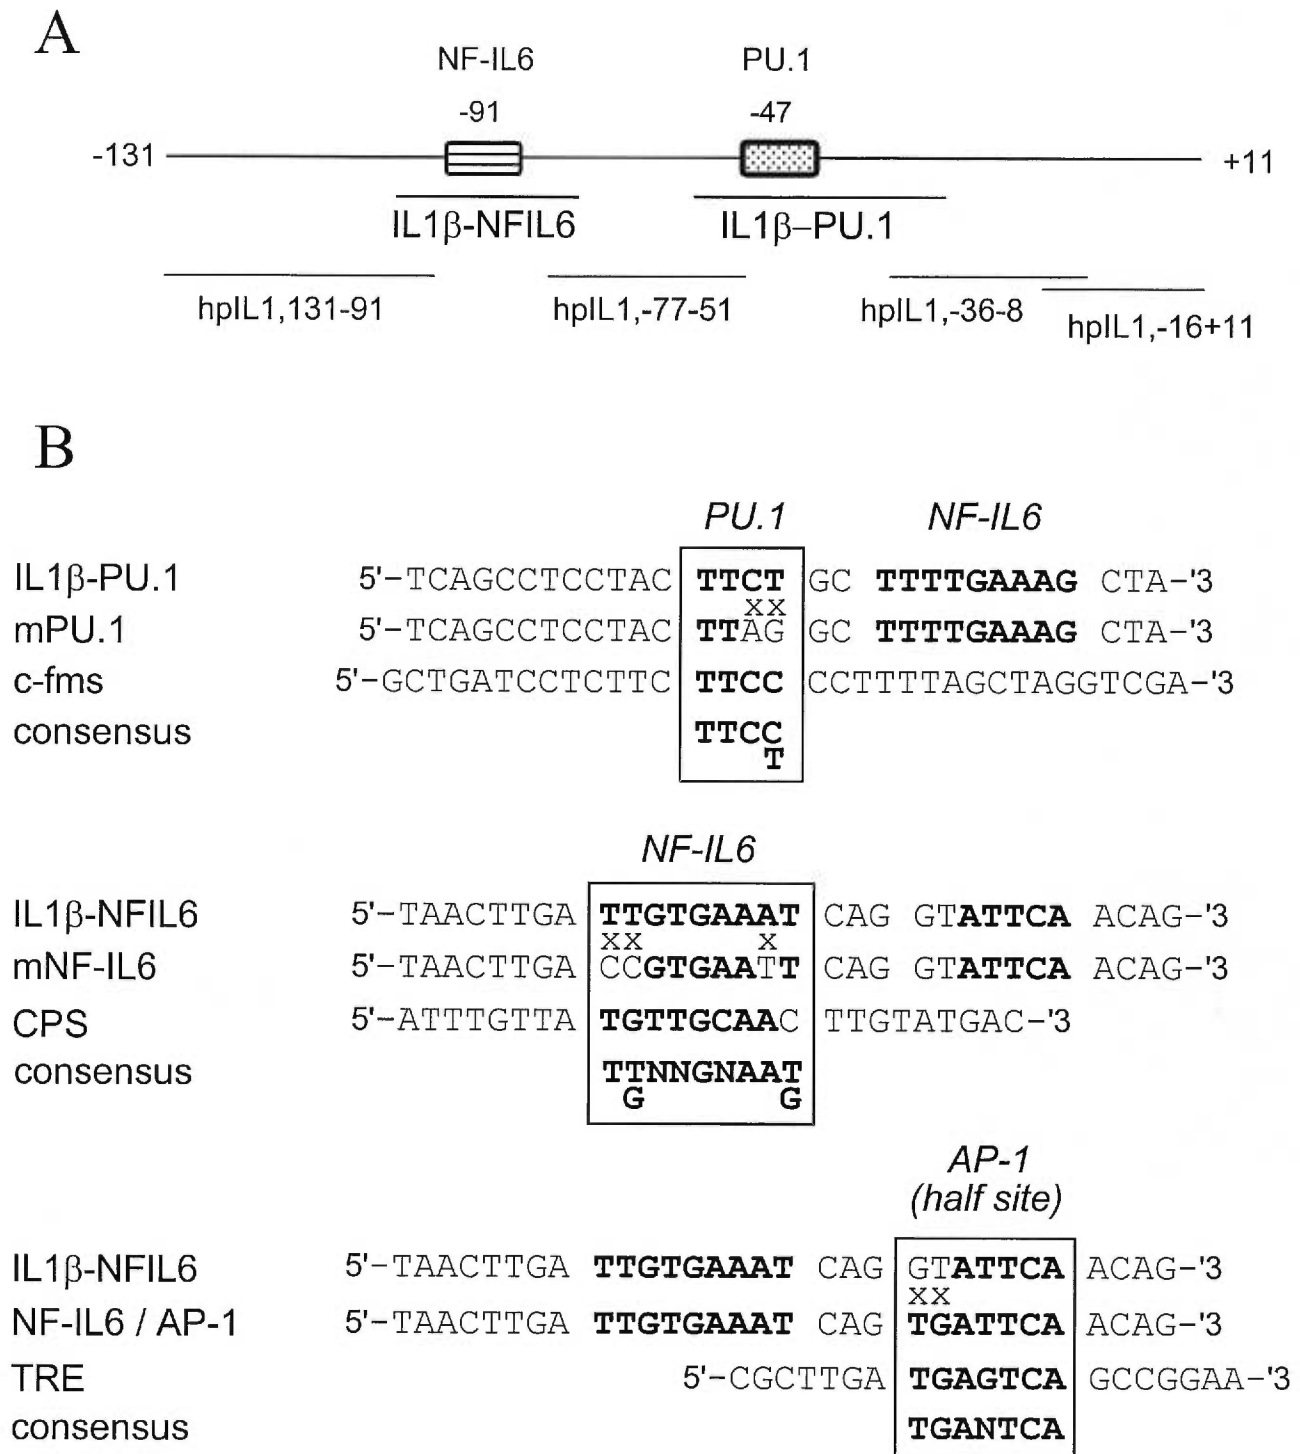 A
NF-IL6 PU.1
-91 -47
-131 +11
IL1β-NFIL6 IL1β–PU.1
hpIL1,131-91 hpIL1,-77-51 hpIL1,-36-8
hpIL1,-16+11
B
PU.1 NF-IL6
IL1β-PU.1 5'-TCAGCCTCCTAC TTCT GC TTTTGAAAG CTA-'3
XX
mPU.1 5'-TCAGCCTCCTAC TTAG GC TTTTGAAAG CTA-'3
c-fms 5'-GCTGATCCTCTTC TTCC CCTTTTAGCTAGGTCGA-'3
consensus TTCC
T
NF-IL6
IL1β-NFIL6 5'-TAACTTGA TTGTGAAAT CAG GTATTCA ACAG-'3
XX X
mNF-IL6 5'-TAACTTGA CCGTGAATT CAG GTATTCA ACAG-'3
CPS 5'-ATTTGTTA TGTTGCAAC TTGTATGAC-'3
consensus TTNNGNAAT
G G
AP-1
(half site)
IL1β-NFIL6 5'-TAACTTGA TTGTGAAAT CAG GTATTCA ACAG-'3
XX
NF-IL6 / AP-1 5'-TAACTTGA TTGTGAAAT CAG TGATTCA ACAG-'3
TRE 5'-CGCTTGA TGAGTCA GCCGGAA-'3
consensus TGANTCA